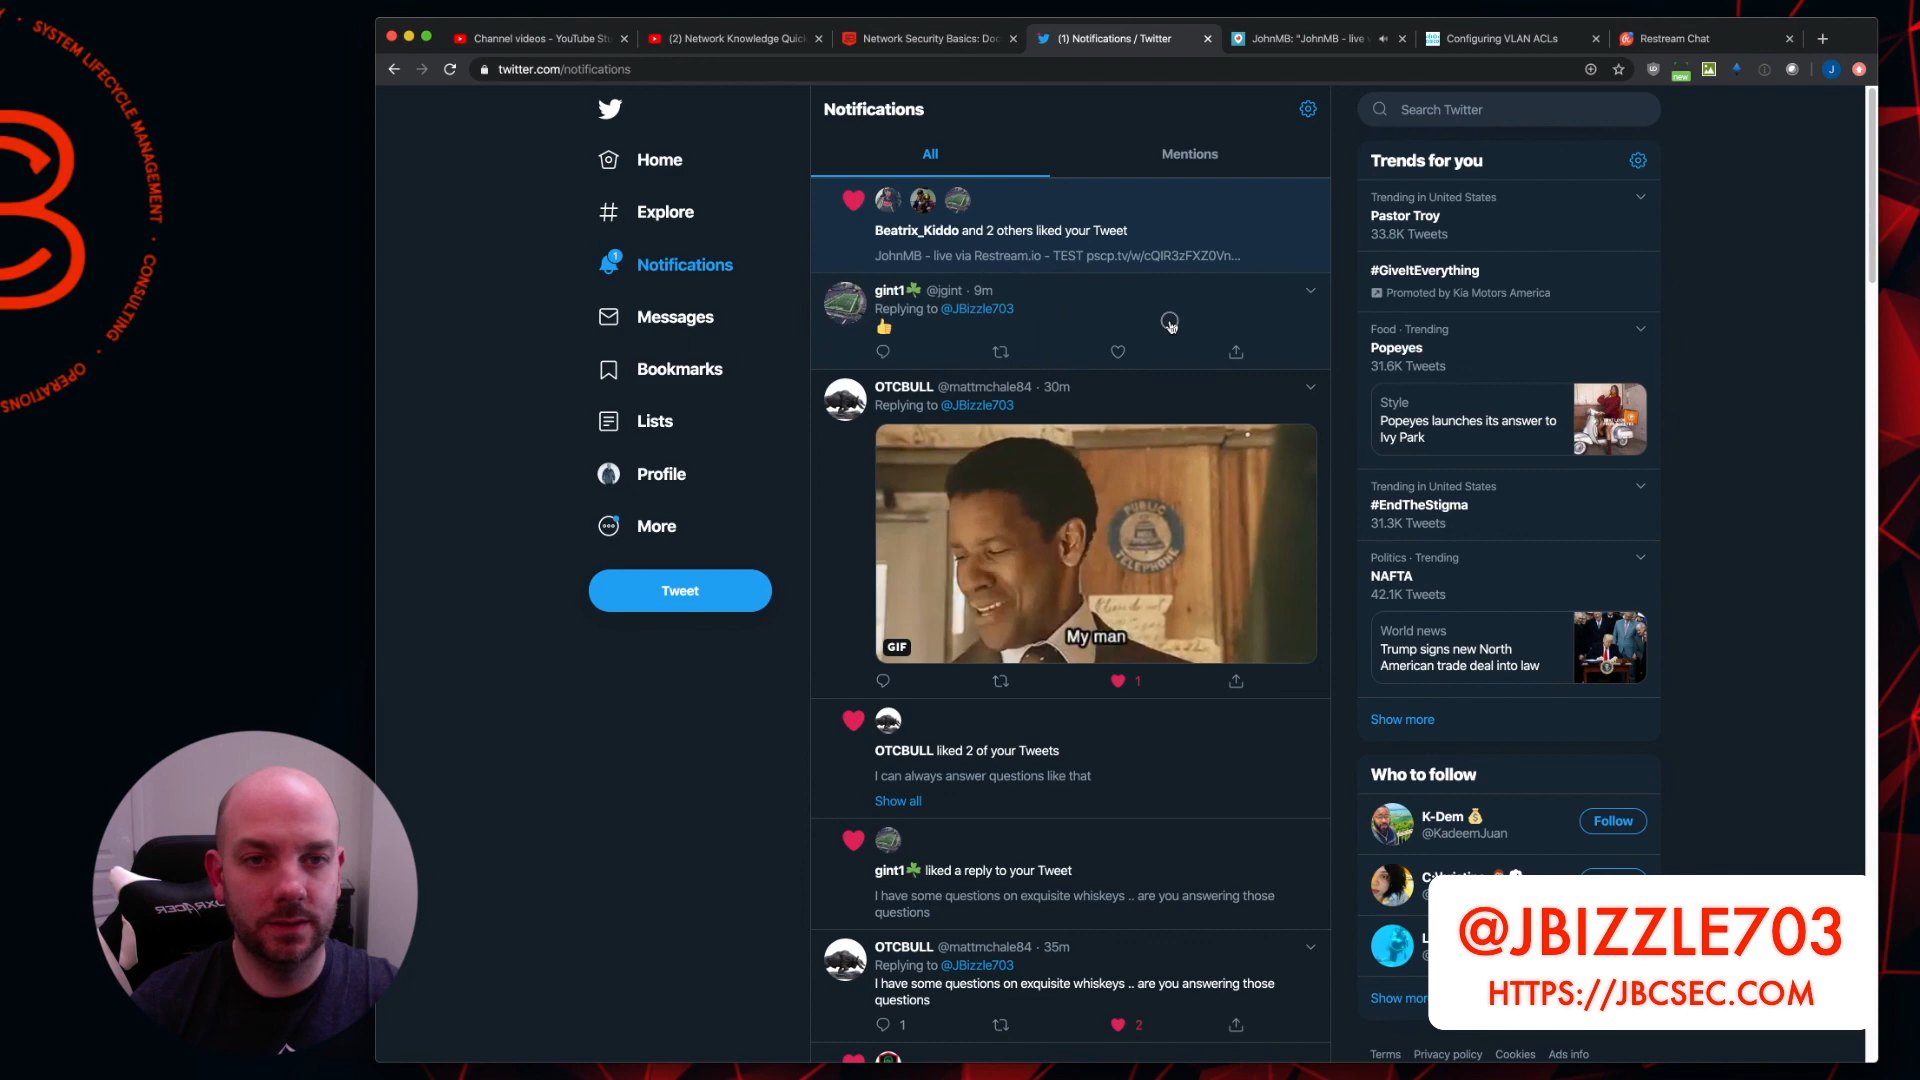 SYSTEM LIFECYCLE MANAGEMENT · CONSULTING · OPERATIONS
Channel videos - YouTube Stu
(2) Network Knowledge Quick
Network Security Basics: Doc
(1) Notifications / Twitter
JohnMB: "JohnMB - live v
Configuring VLAN ACLs
Restream Chat
twitter.com/notifications
new
J
Home
Explore
1
Notifications
Messages
Bookmarks
Lists
Profile
More
Tweet
Notifications
All
Mentions
Beatrix_Kiddo and 2 others liked your Tweet
JohnMB - live via Restream.io - TEST pscp.tv/w/cQIR3zFXZ0Vn...
gint1☘️ @jgint · 9m
Replying to @JBizzle703
👍
OTCBULL @mattmchale84 · 30m
Replying to @JBizzle703
PUBLIC
TELEPHONE
My man
GIF
1
OTCBULL liked 2 of your Tweets
I can always answer questions like that
Show all
gint1☘️ liked a reply to your Tweet
I have some questions on exquisite whiskeys .. are you answering those
questions
OTCBULL @mattmchale84 · 35m
Replying to @JBizzle703
I have some questions on exquisite whiskeys .. are you answering those
questions
1
2
Search Twitter
Trends for you
Trending in United States
Pastor Troy
33.8K Tweets
#GiveItEverything
Promoted by Kia Motors America
Food · Trending
Popeyes
31.6K Tweets
Style
Popeyes launches its answer to
Ivy Park
Trending in United States
#EndTheStigma
31.3K Tweets
Politics · Trending
NAFTA
42.1K Tweets
World news
Trump signs new North
American trade deal into law
Show more
Who to follow
K-Dem 💰
@KadeemJuan
Follow
Show mor
Terms Privacy policy Cookies Ads info
@JBIZZLE703
HTTPS://JBCSEC.COM